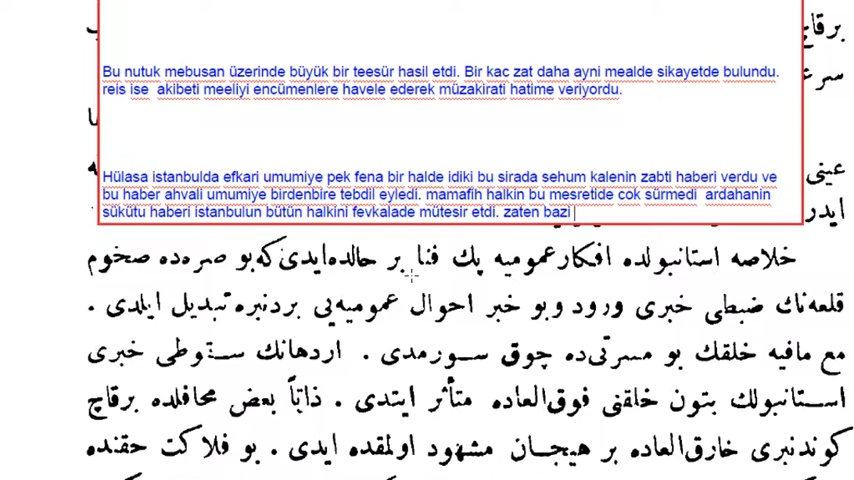 برقاچ
Bu nutuk mebusan üzerinde büyük bir teesür hasil etdi. Bir kac zat daha ayni mealde sikayetde bulundu.
reis ise akibeti meeliyi encümenlere havele ederek müzakirati hatime veriyordu.
سرعـ
عینی
Hülasa istanbulda efkari umumiye pek fena bir halde idiki bu sirada sehum kalenin zabti haberi verdu ve
bu haber ahvali umumiye birdenbire tebdil eyledi. mamafih halkin bu mesretide cok sürmedi ardahanin
sükütu haberi istanbulun bütün halkini fevkalade mütesir etdi. zaten bazi
ایدر
خلاصه استانبولده افکارعمومیه پك فنا بر حالده‌ایدی‌که بو صره‌ده صخوم
قلعه‌نك ضبطی خبری ورود وبو خبر احوال عمومیه‌یی بردنبره تبدیل ایلدی .
مع مافیه خلقك بو مسرتی‌ده چوق سورمدی . اردهانك سقوطی خبری
استانبولك بتون خلقنی فوق‌العاده متأثر ایتدی . ذاتاً بعض محافلده برقاچ
کوندنبری خارق‌العاده بر هیجان مشهود اولمقده ایدی . بو فلاکت حقنده